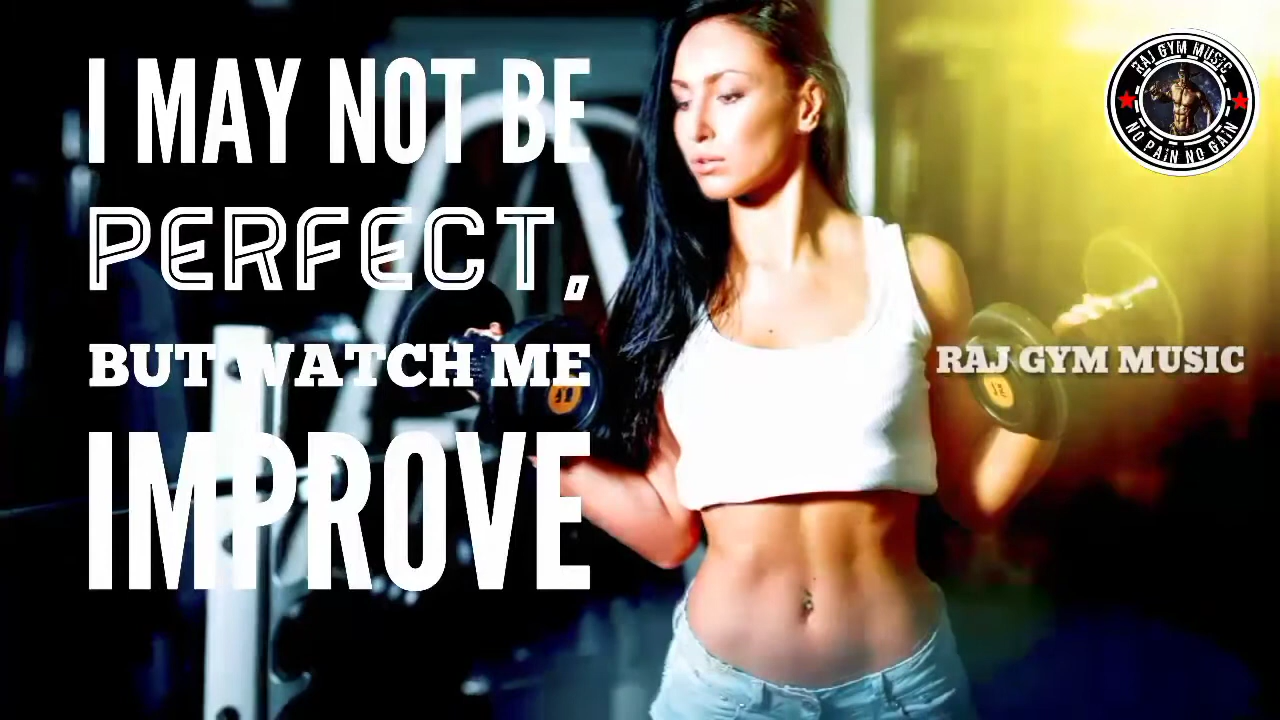 I MAY NOT BE
PERFECT,
BUT WATCH ME
IMPROVE
RAJ GYM MUSIC
NO PAIN NO GAIN
RAJ GYM MUSIC